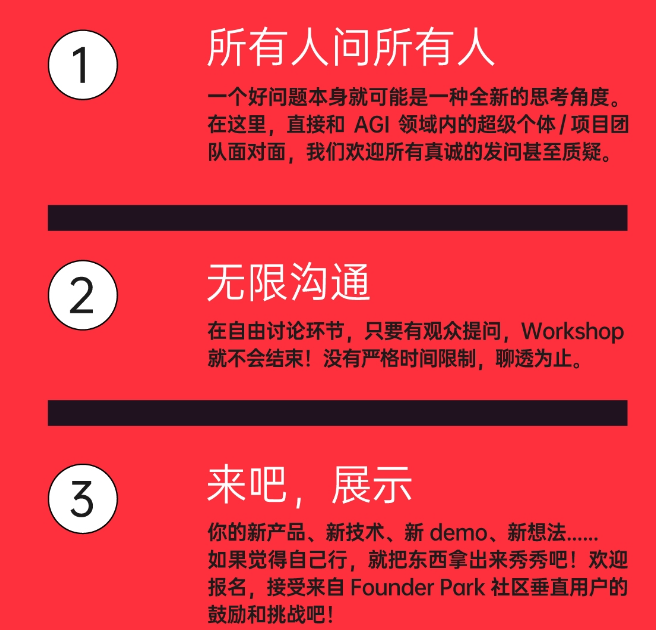 1
所有人问所有人
一个好问题本身就可能是一种全新的思考角度。
在这里，直接和 AGI 领域内的超级个体/项目团
队面对面，我们欢迎所有真诚的发问甚至质疑。
2
无限沟通
在自由讨论环节，只要有观众提问，Workshop
就不会结束！没有严格时间限制，聊透为止。
3
来吧，展示
你的新产品、新技术、新 demo、新想法……
如果觉得自己行，就把东西拿出来秀秀吧！欢迎
报名，接受来自 Founder Park 社区垂直用户的
鼓励和挑战吧！